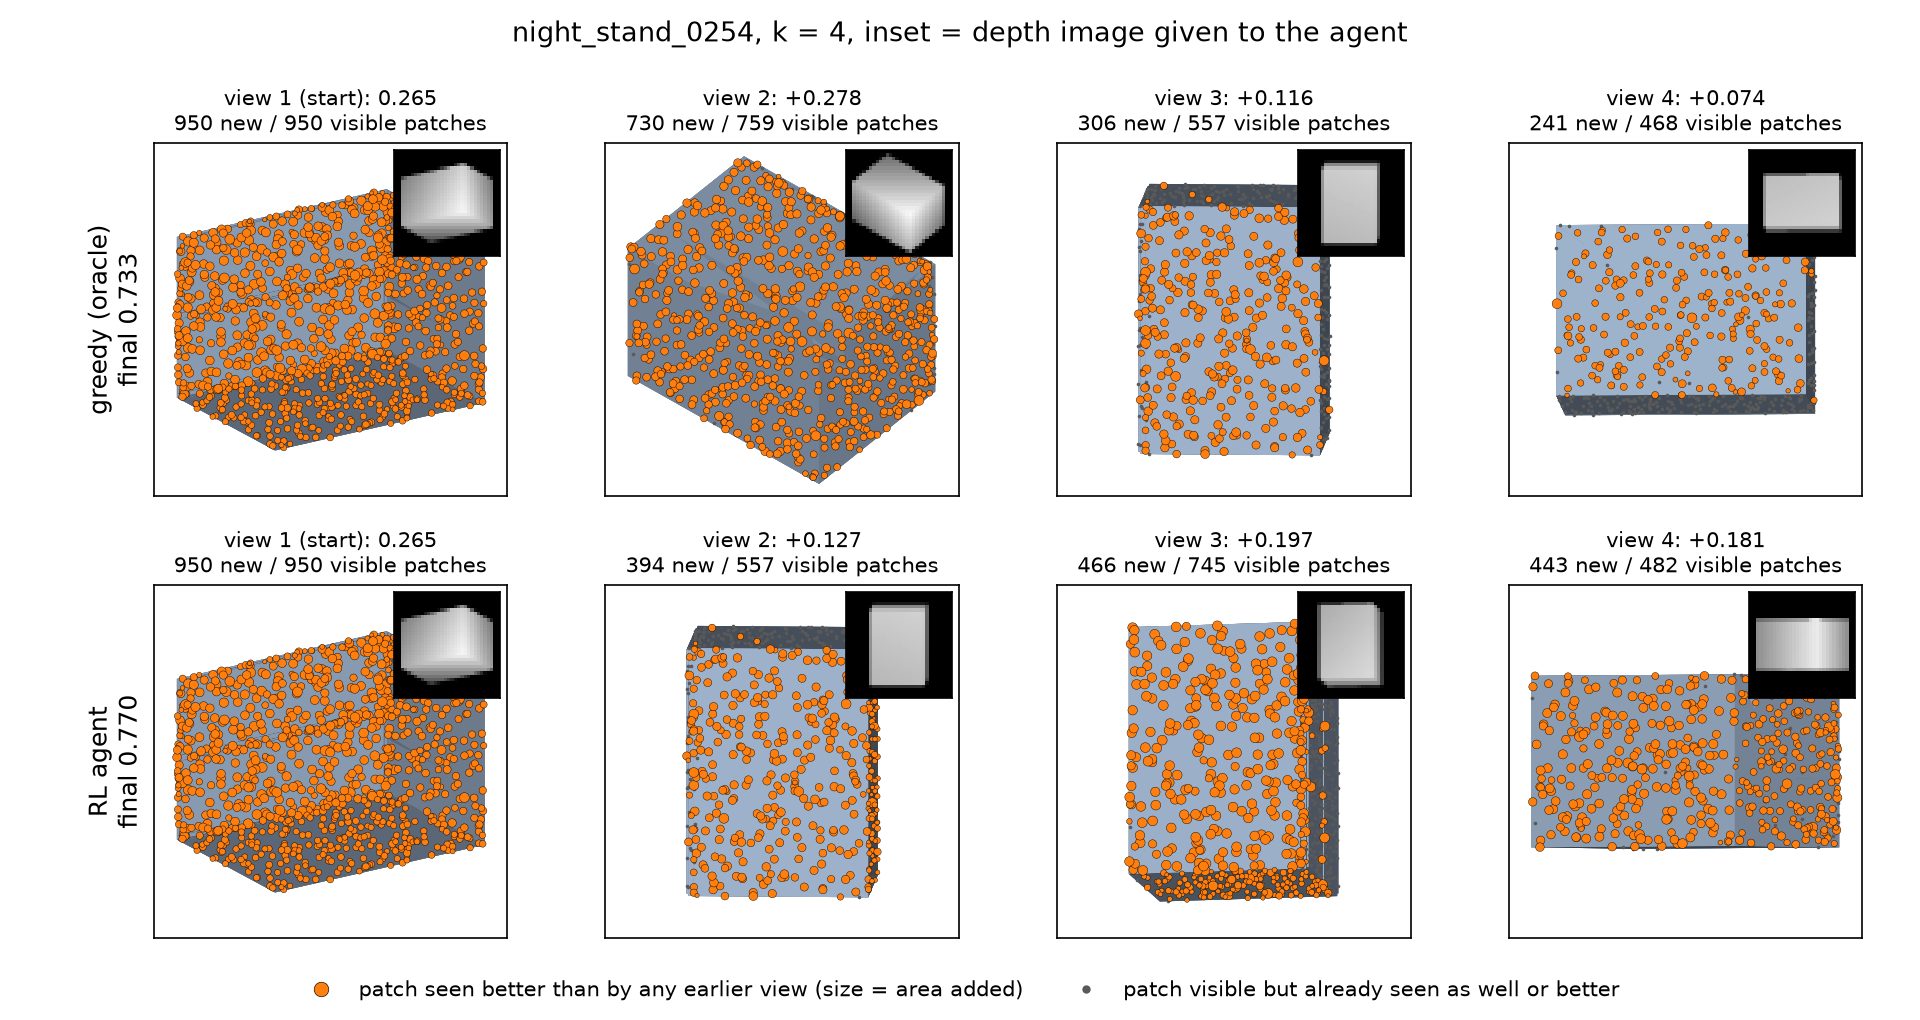 night_stand_0254, k = 4, inset = depth image given to the agent
view 1 (start): 0.265
950 new / 950 visible patches
view 2: +0.278
730 new / 759 visible patches
view 3: +0.116
306 new / 557 visible patches
view 4: +0.074
241 new / 468 visible patches
greedy (oracle)
final 0.733
view 1 (start): 0.265
950 new / 950 visible patches
view 2: +0.127
394 new / 557 visible patches
view 3: +0.197
466 new / 745 visible patches
view 4: +0.181
443 new / 482 visible patches
RL agent
final 0.770
patch seen better than by any earlier view (size = area added)
patch visible but already seen as well or better